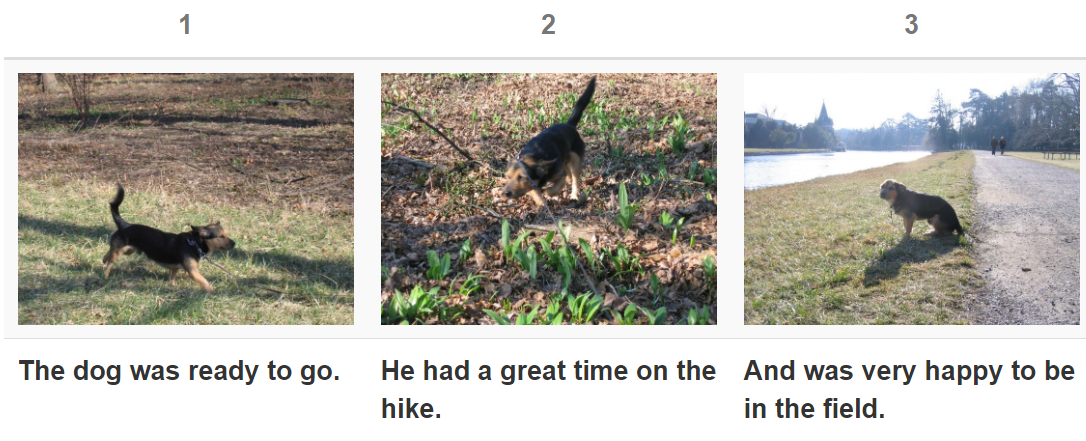 1 2 3
The dog was ready to go.
He had a great time on the
hike.
And was very happy to be
in the field.